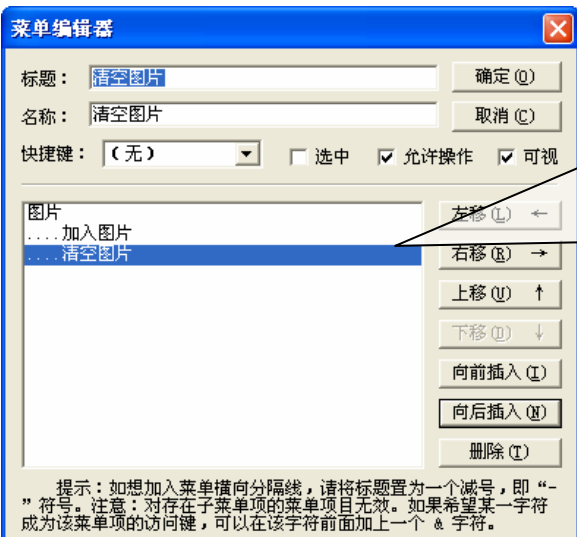 菜单编辑器
标题： 清空图片
确定(O)
名称： 清空图片
取消(C)
快捷键： （无） 选中 允许操作 可视
图片
....加入图片
....清空图片
左移(L) ←
右移(R) →
上移(U) ↑
下移(D) ↓
向前插入(I)
向后插入(N)
删除(T)
提示：如想加入菜单横向分隔线，请将标题置为一个减号，即“-
”符号。注意：对存在子菜单项的菜单项目无效。如果希望某一字符
成为该菜单项的访问键，可以在该字符前面加上一个 & 字符。